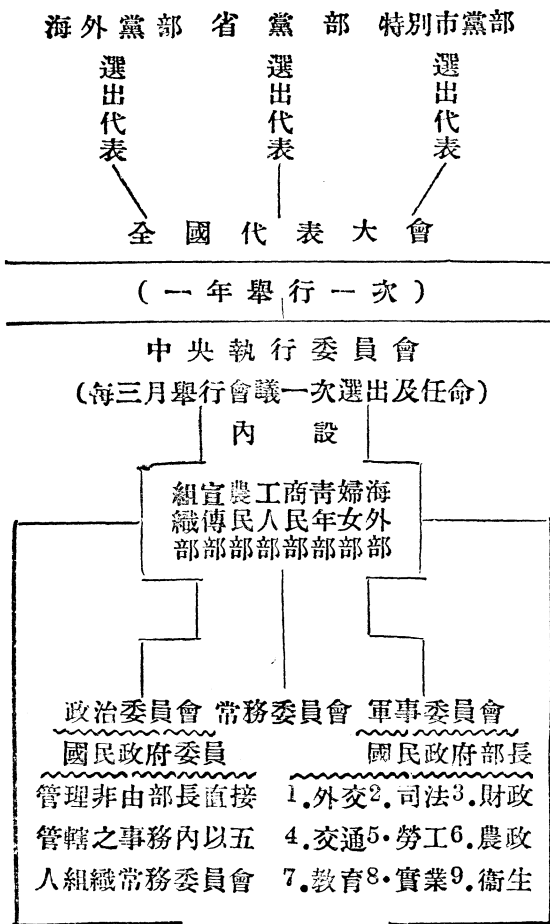 海外黨部 省黨部 特別市黨部
選出代表 選出代表 選出代表
全國代表大會
(一年舉行一次)
中央執行委員會
(每三月舉行會議一次選出及任命)
內設
組織部 宣傳部 農民部 工人部 商民部 青年部 婦女部 海外部
政治委員會 常務委員會 軍事委員會
國民政府委員 國民政府部長
管理非由部長直接
管轄之事務內以五
人組織常務委員會
1.外交2.司法3.財政
4.交通5.勞工6.農政
7.教育8.實業9.衞生